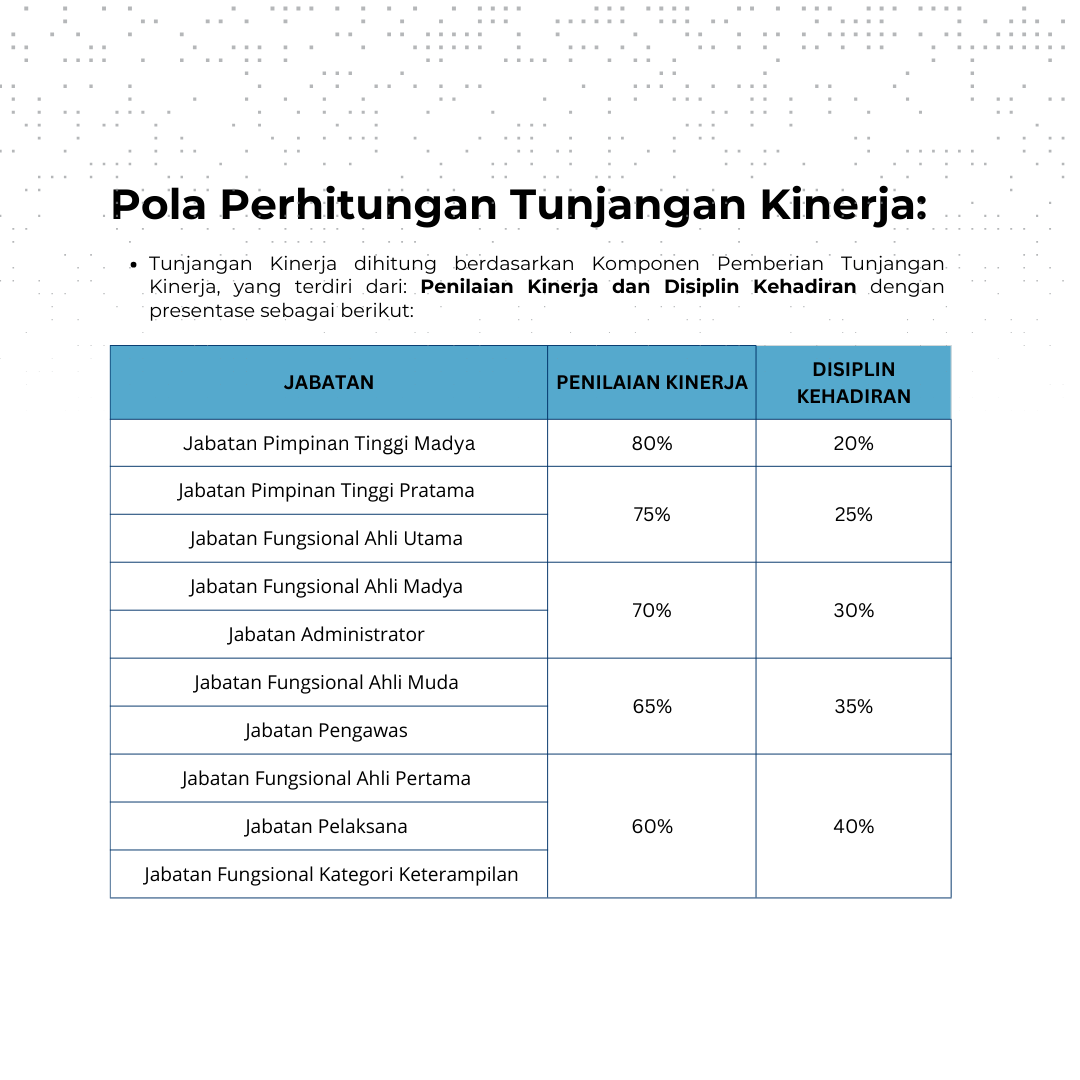 Pola Perhitungan Tunjangan Kinerja:
• Tunjangan Kinerja dihitung berdasarkan Komponen Pemberian Tunjangan
Kinerja, yang terdiri dari: Penilaian Kinerja dan Disiplin Kehadiran dengan
presentase sebagai berikut:
JABATAN PENILAIAN KINERJA DISIPLIN
KEHADIRAN
Jabatan Pimpinan Tinggi Madya 80% 20%
Jabatan Pimpinan Tinggi Pratama
75% 25%
Jabatan Fungsional Ahli Utama
Jabatan Fungsional Ahli Madya
70% 30%
Jabatan Administrator
Jabatan Fungsional Ahli Muda
65% 35%
Jabatan Pengawas
Jabatan Fungsional Ahli Pertama
Jabatan Pelaksana 60% 40%
Jabatan Fungsional Kategori Keterampilan